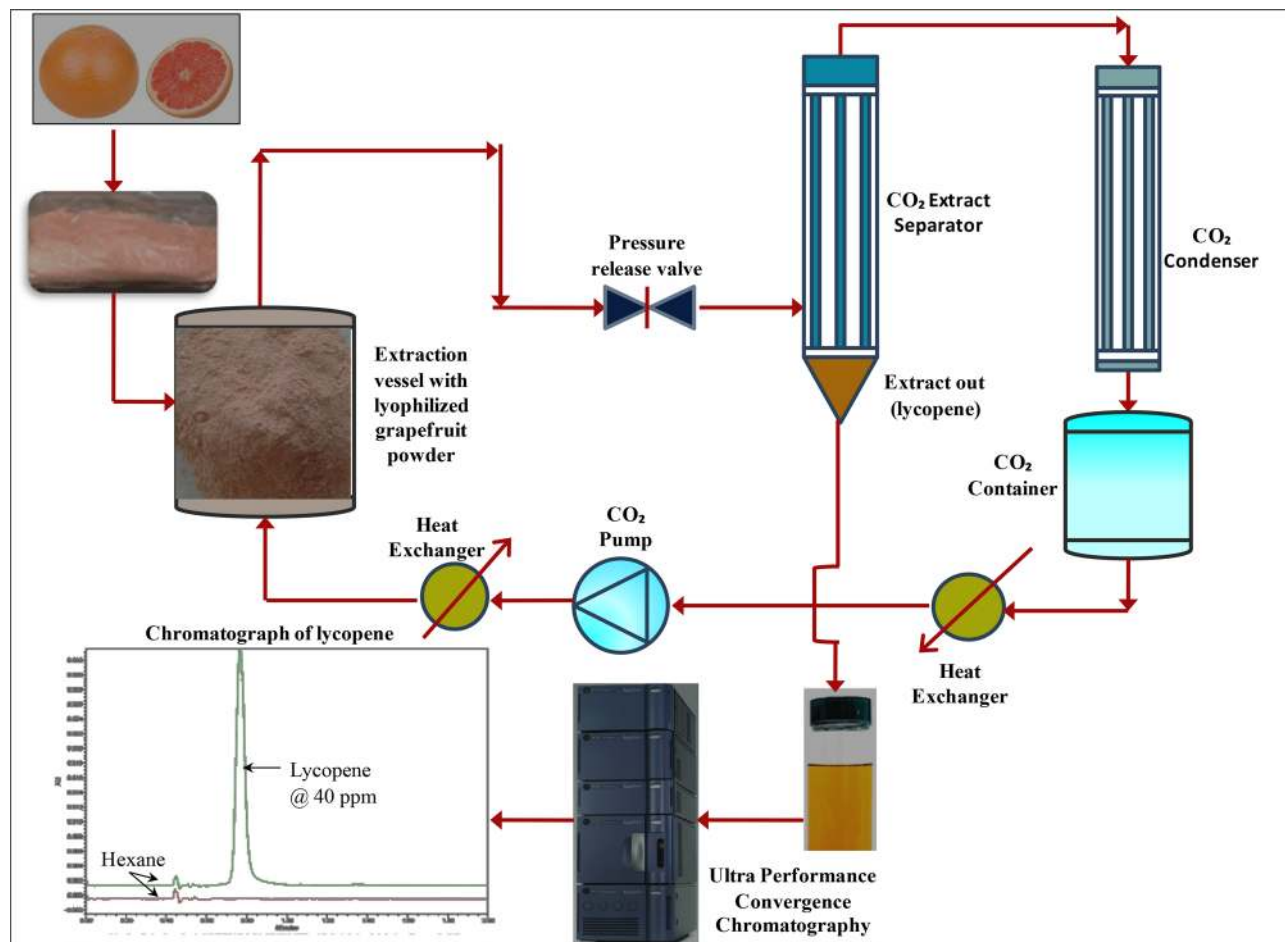 Pressure
release valve
CO₂ Extract
Separator
CO₂
Condenser
Extraction
vessel with
lyophilized
grapefruit
powder
Extract out
(lycopene)
CO₂
Container
Heat
Exchanger
CO₂
Pump
Heat
Exchanger
Chromatograph of lycopene
Lycopene
@ 40 ppm
Hexane
Ultra Performance
Convergence
Chromatography